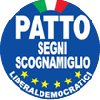 PATTO
SEGNI
SCOGNAMIGLIO
LIBERALDEMOCRATICI